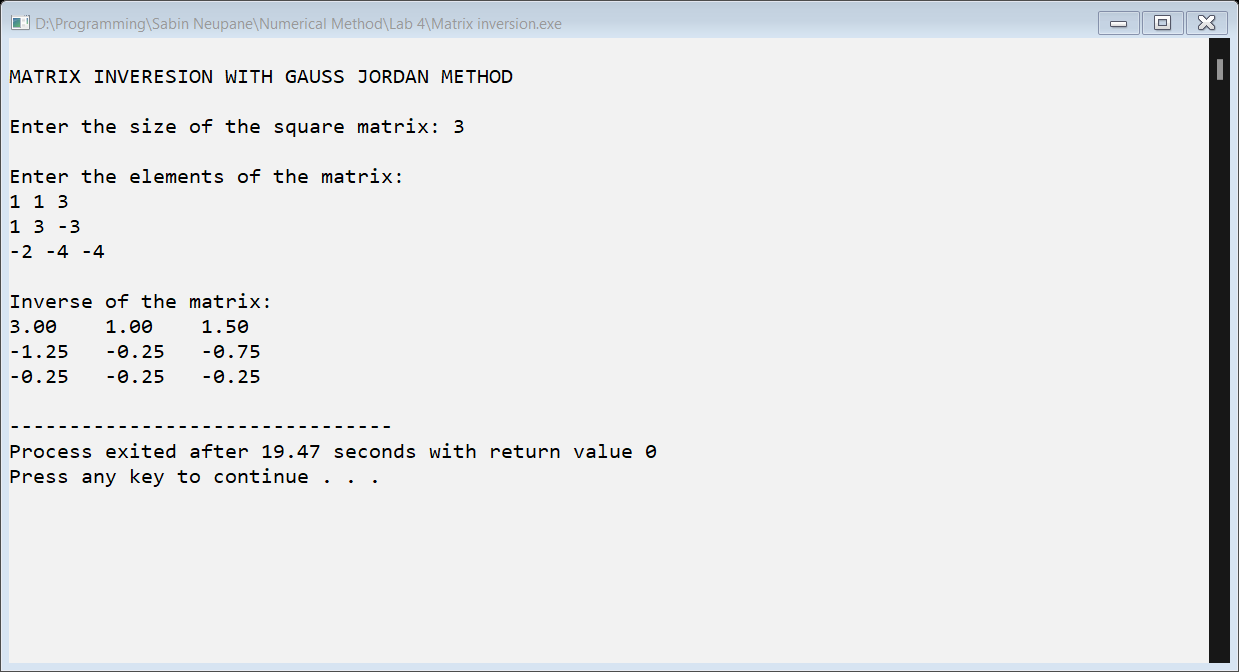 D:\Programming\Sabin Neupane\Numerical Method\Lab 4\Matrix inversion.exe
MATRIX INVERESION WITH GAUSS JORDAN METHOD
Enter the size of the square matrix: 3
Enter the elements of the matrix:
1 1 3
1 3 -3
-2 -4 -4
Inverse of the matrix:
3.00    1.00    1.50
-1.25   -0.25   -0.75
-0.25   -0.25   -0.25
--------------------------------
Process exited after 19.47 seconds with return value 0
Press any key to continue . . .